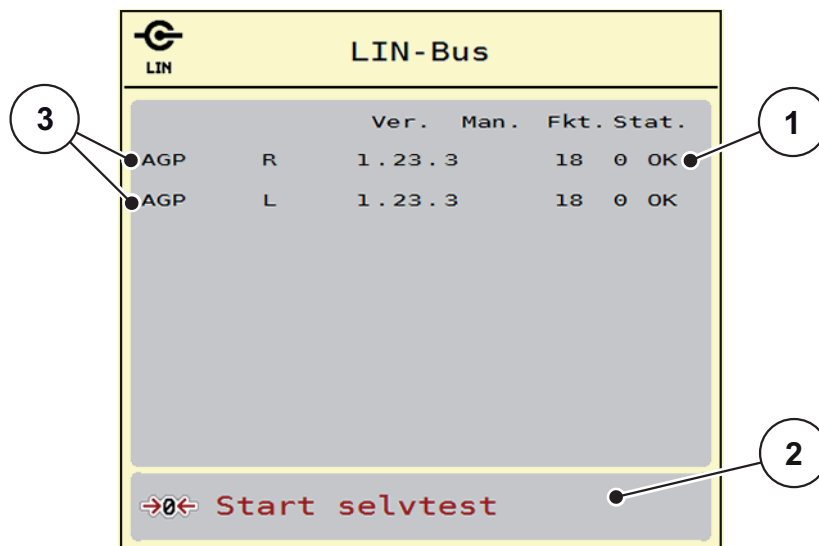 LIN
LIN-Bus
Ver. Man. Fkt. Stat.
AGP R 1.23.3 18 0 OK
AGP L 1.23.3 18 0 OK
→0← Start selvtest
3
1
2